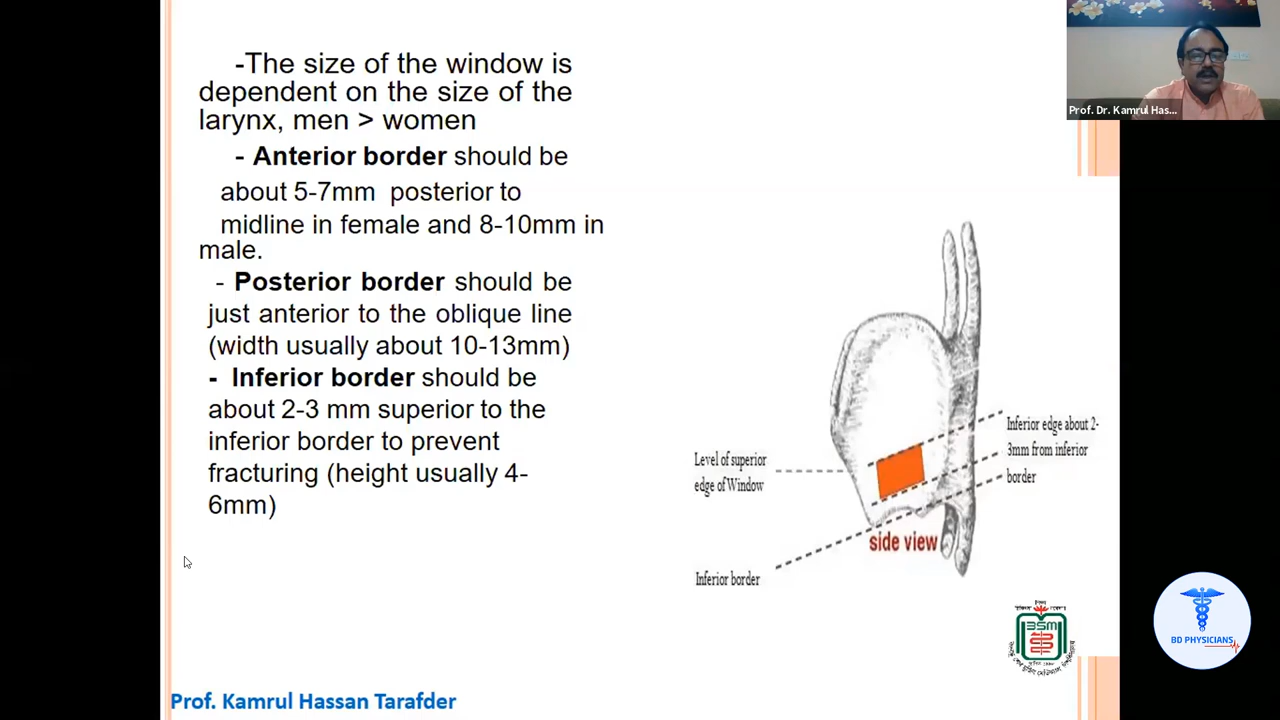 -The size of the window is
dependent on the size of the
larynx, men > women
- Anterior border should be
about 5-7mm posterior to
midline in female and 8-10mm in
male.
- Posterior border should be
just anterior to the oblique line
(width usually about 10-13mm)
- Inferior border should be
about 2-3 mm superior to the
inferior border to prevent
fracturing (height usually 4-
6mm)
Level of superior
edge of Window
Inferior edge about 2-
3mm from inferior
border
side view
Inferior border
Prof. Kamrul Hassan Tarafder
Prof. Dr. Kamrul Has...
BSM
BD PHYSICIANS